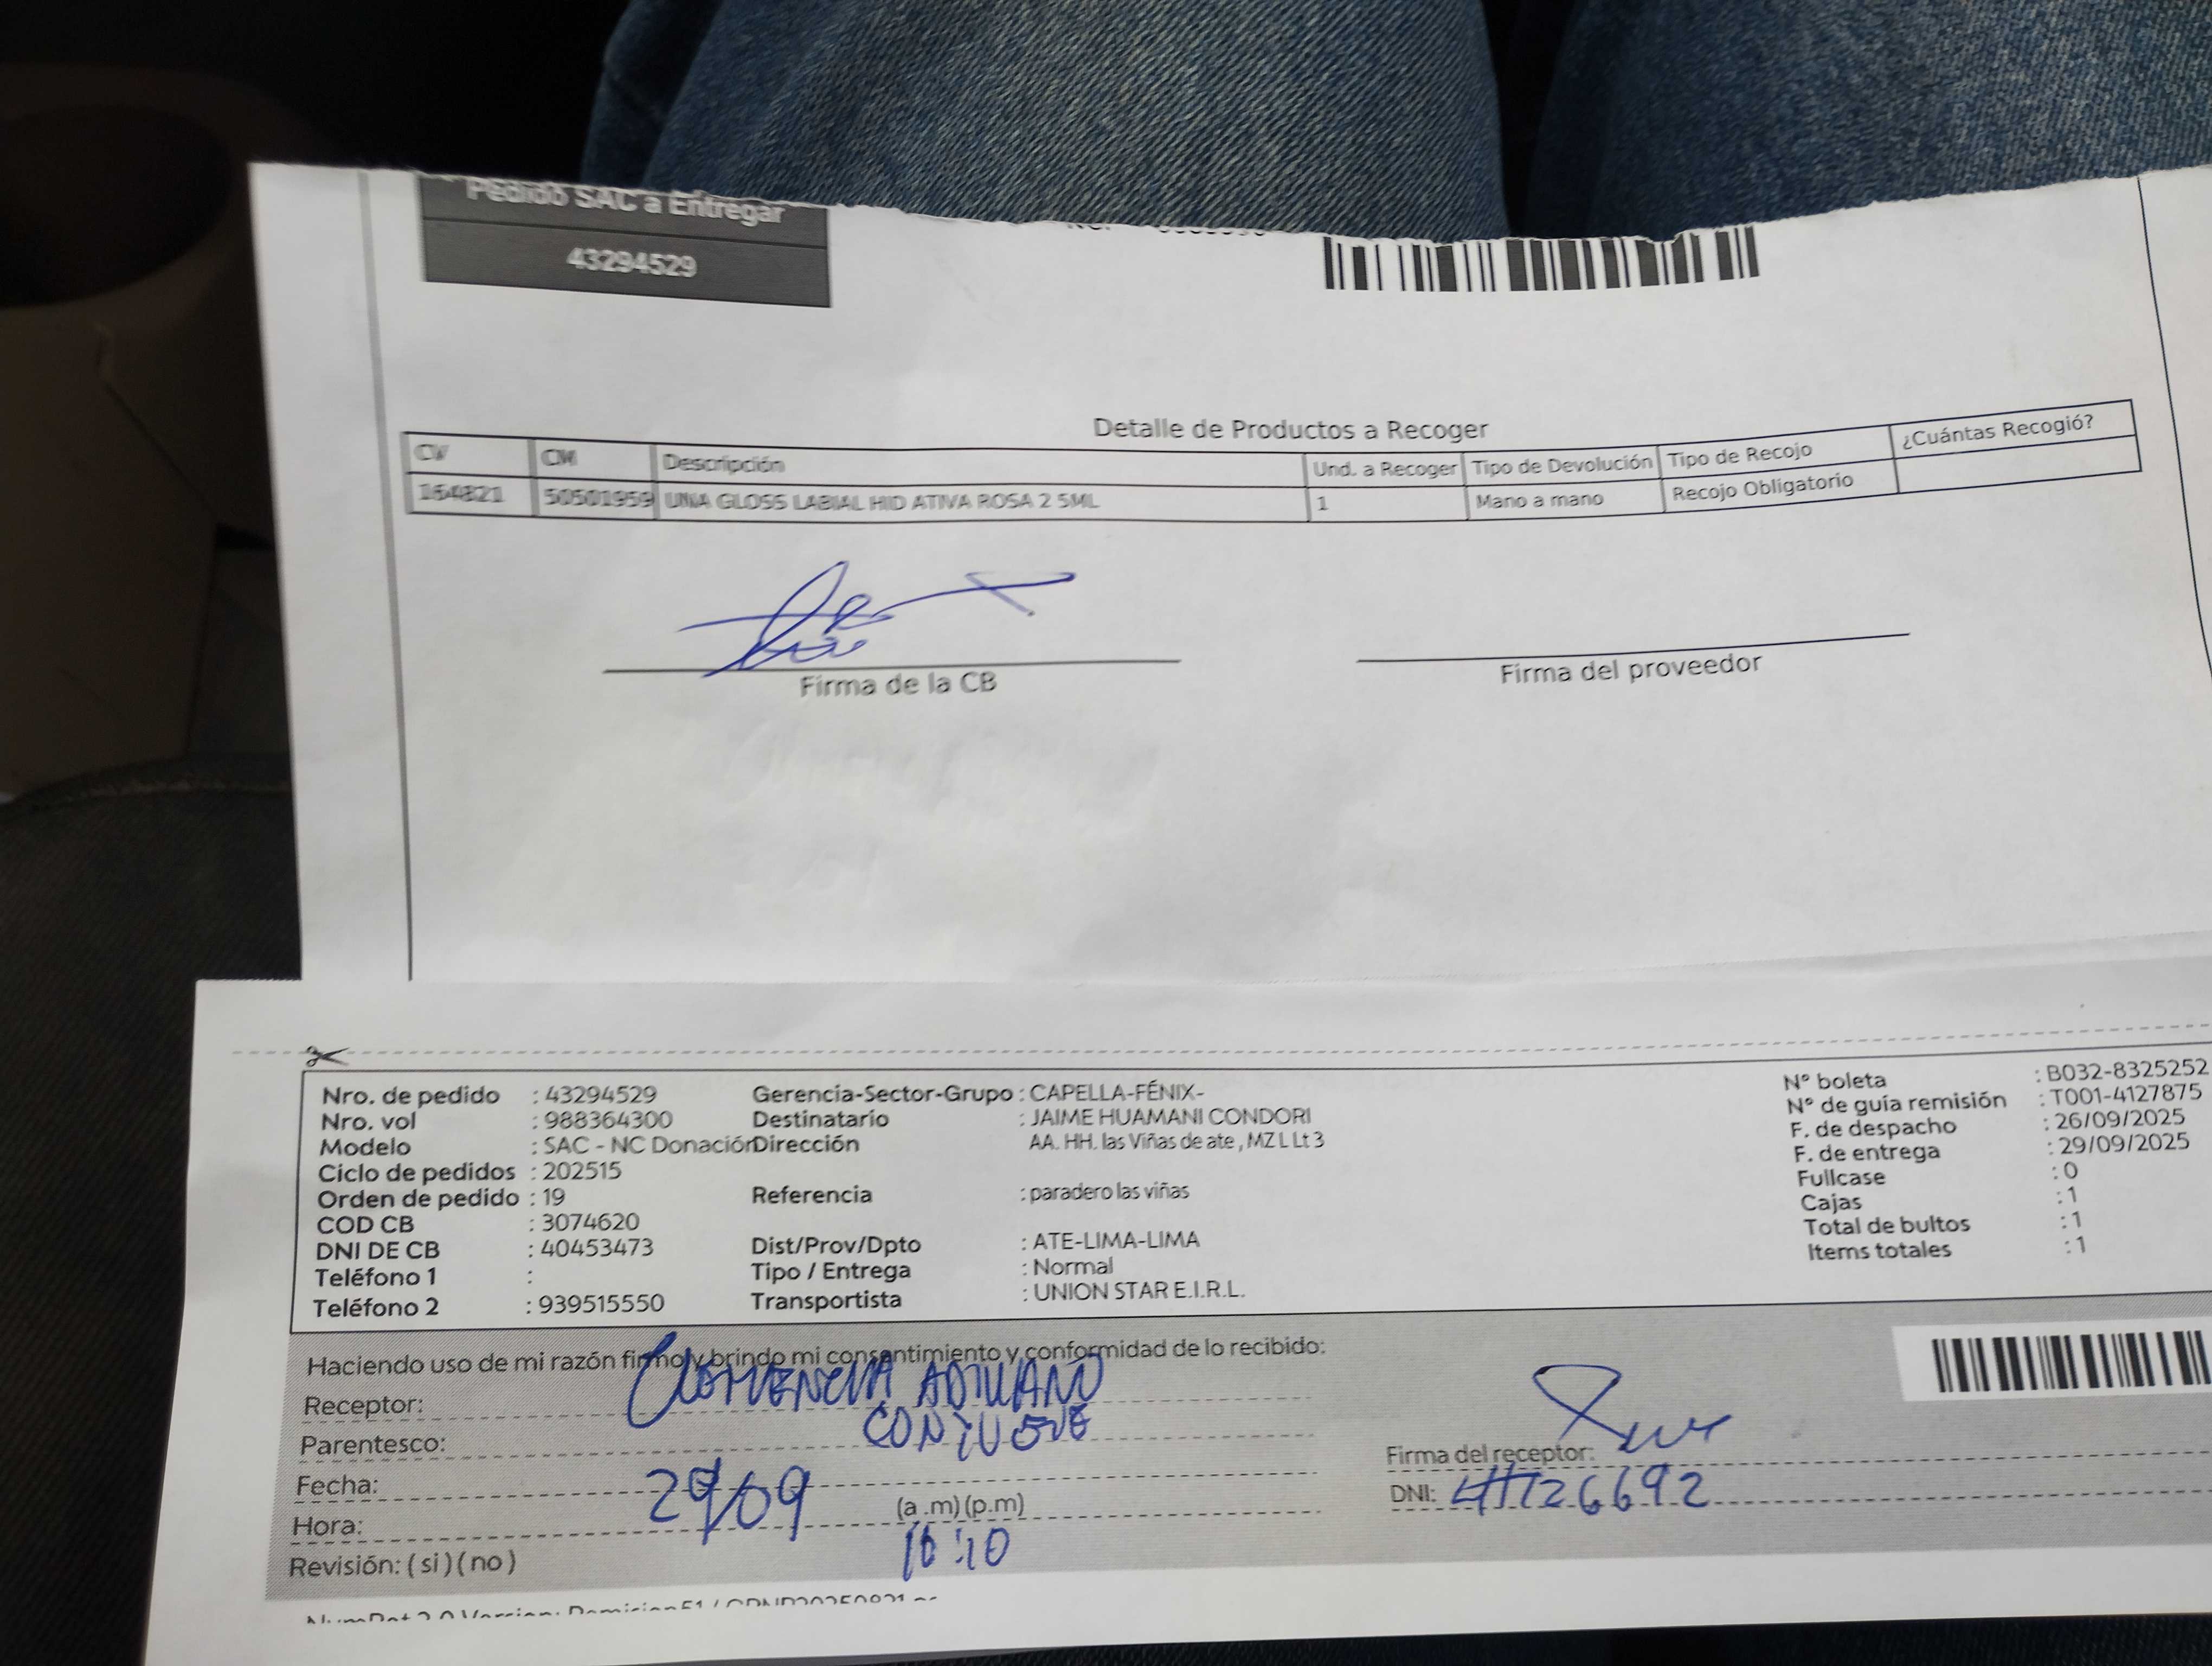 Pedido SAC a Entregar
43294529
Detalle de Productos a Recoger
CV CM Descripción Und. a Recoger Tipo de Devolución Tipo de Recojo ¿Cuántas Recogió?
164821 50501959 UNA GLOSS LABIAL HID ATIVA ROSA 2 5ML 1 Mano a mano Recojo Obligatorio
Firma de la CB Firma del proveedor
Nro. de pedido : 43294529 Gerencia-Sector-Grupo : CAPELLA-FÉNIX- N° boleta : B032-8325252
Nro. vol : 988364300 Destinatario : JAIME HUAMANI CONDORI N° de guía remisión : T001-4127875
Modelo : SAC - NC Donación Dirección AA. HH. las Viñas de ate , MZ L Lt 3 F. de despacho : 26/09/2025
Ciclo de pedidos : 202515 F. de entrega : 29/09/2025
Orden de pedido : 19 Referencia : paradero las viñas Fullcase : 0
COD CB : 3074620 Cajas : 1
DNI DE CB : 40453473 Dist/Prov/Dpto : ATE-LIMA-LIMA Total de bultos : 1
Teléfono 1 : Tipo / Entrega : Normal Items totales : 1
Teléfono 2 : 939515550 Transportista : UNION STAR E.I.R.L.
Haciendo uso de mi razón firmo y brindo mi consentimiento y conformidad de lo recibido:
Receptor:
Parentesco:
Firma del receptor:
Fecha: 29/09
DNI:
Hora: (a .m) (p.m)
Revisión: ( si ) ( no )